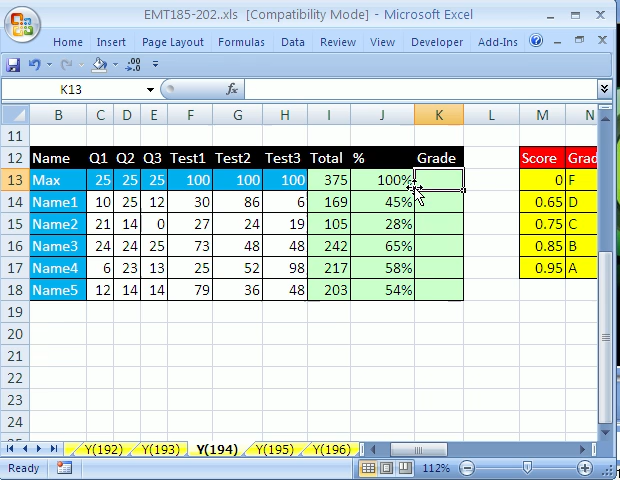 EMT185-202..xls [Compatibility Mode] - Microsoft Excel
Home Insert Page Layout Formulas Data Review View Developer Add-Ins
K13 fx
B C D E F G H I J K L M N
11
12 Name Q1 Q2 Q3 Test1 Test2 Test3 Total % Grade Score Grad
13 Max 25 25 25 100 100 100 375 100% 0 F
14 Name1 10 25 12 30 86 6 169 45% 0.65 D
15 Name2 21 14 0 27 24 19 105 28% 0.75 C
16 Name3 24 24 25 73 48 48 242 65% 0.85 B
17 Name4 6 23 13 25 52 98 217 58% 0.95 A
18 Name5 12 14 14 79 36 48 203 54%
19
20
21
22
23
24
Y(192) Y(193) Y(194) Y(195) Y(196)
Ready 112%